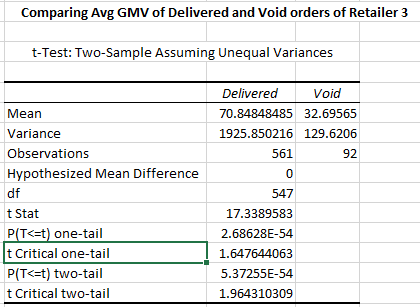 Comparing Avg GMV of Delivered and Void orders of Retailer 3
t-Test: Two-Sample Assuming Unequal Variances
Delivered Void
Mean 70.84848485 32.69565
Variance 1925.850216 129.6206
Observations 561 92
Hypothesized Mean Difference 0
df 547
t Stat 17.3389583
P(T<=t) one-tail 2.68628E-54
t Critical one-tail 1.647644063
P(T<=t) two-tail 5.37255E-54
t Critical two-tail 1.964310309